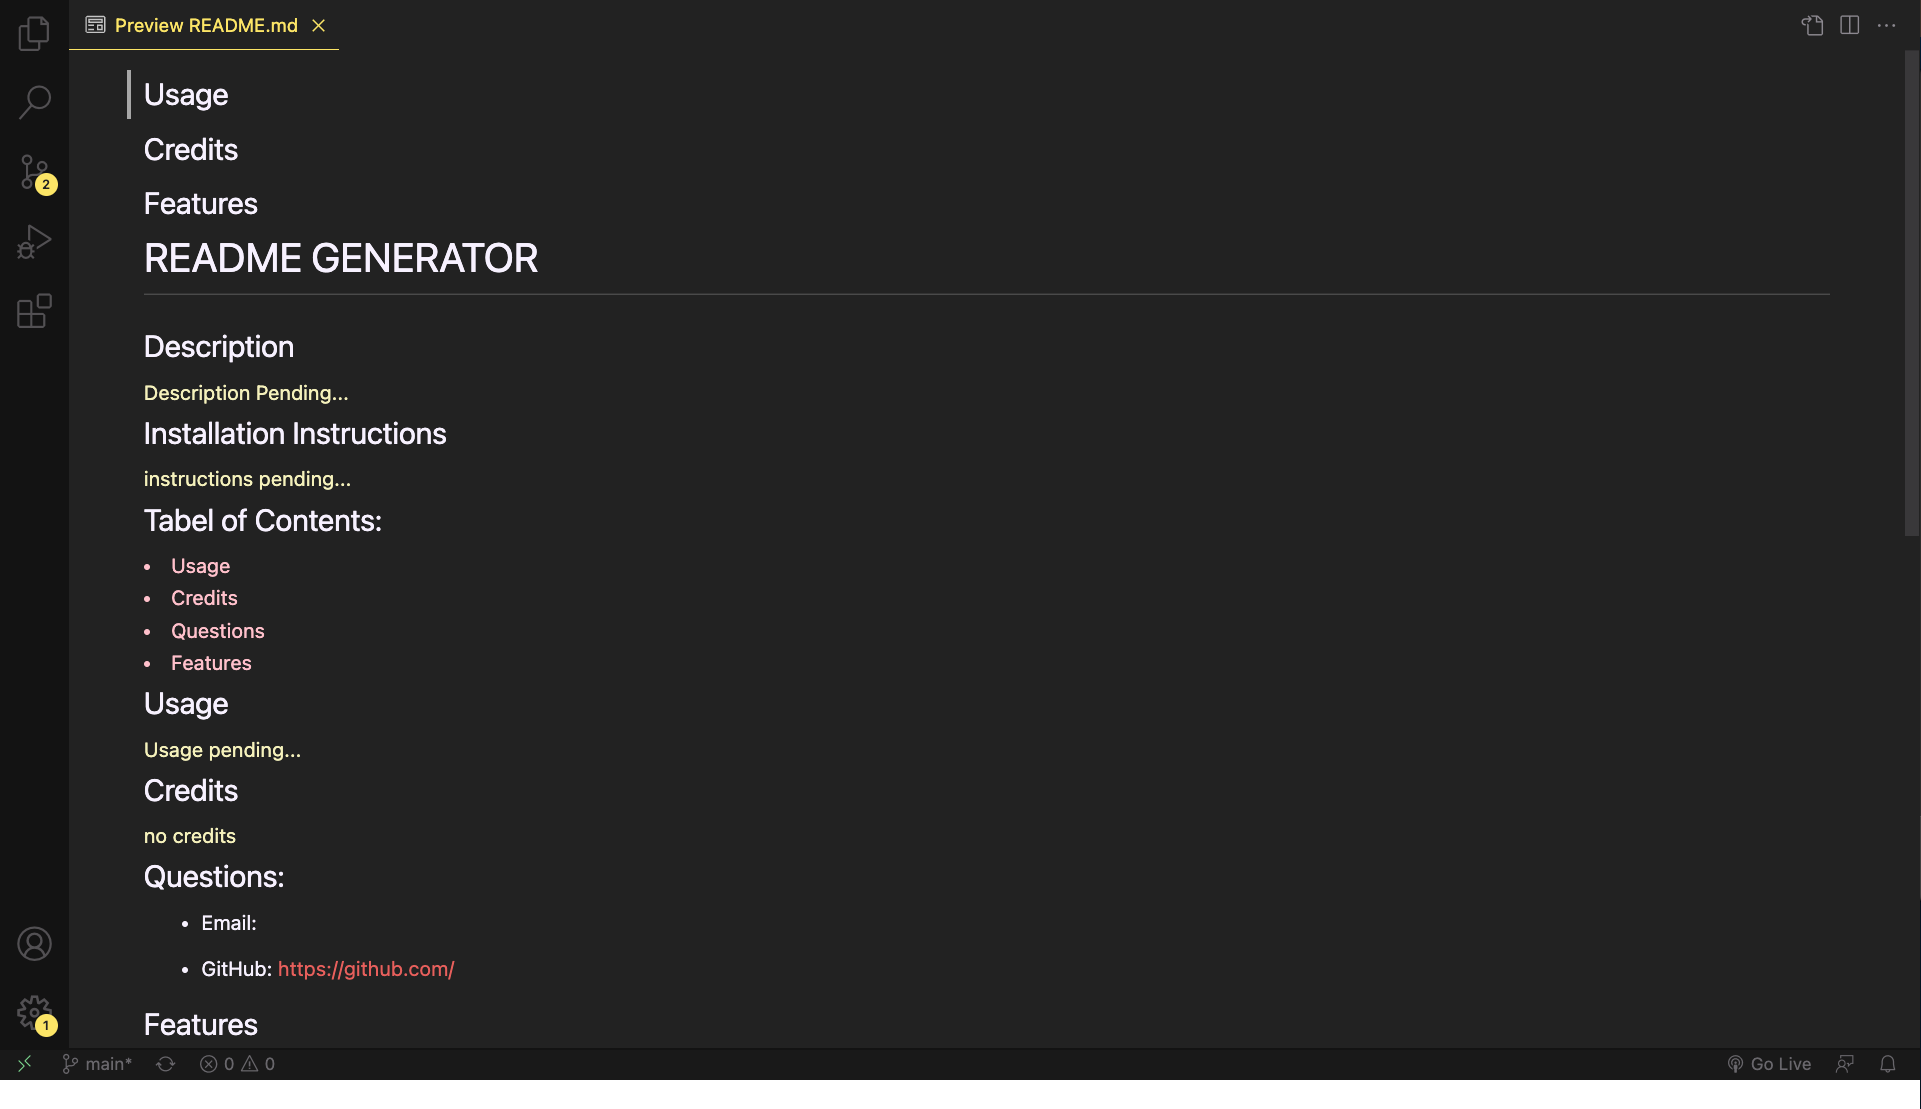 Preview README.md
Usage
Credits
2
Features
README GENERATOR
Description
Description Pending...
Installation Instructions
instructions pending...
Tabel of Contents:
• Usage
• Credits
• Questions
• Features
Usage
Usage pending...
Credits
no credits
Questions:
• Email:
• GitHub: https://github.com/
Features
1
main* 0 0 Go Live